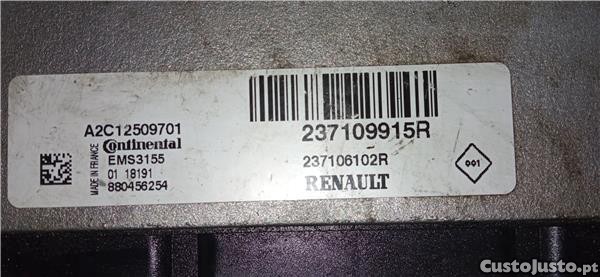 A2C12509701
Continental
EMS3155
01 18191
880456254
MADE IN FRANCE
237109915R
237106102R
RENAULT
001
CustoJusto.pt